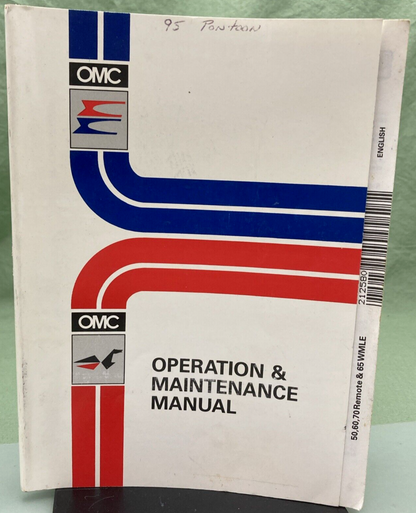 95 PONTOON
OMC
OMC
OPERATION &
MAINTENANCE
MANUAL
ENGLISH
212580
50,60,70 Remote & 65 WMLE